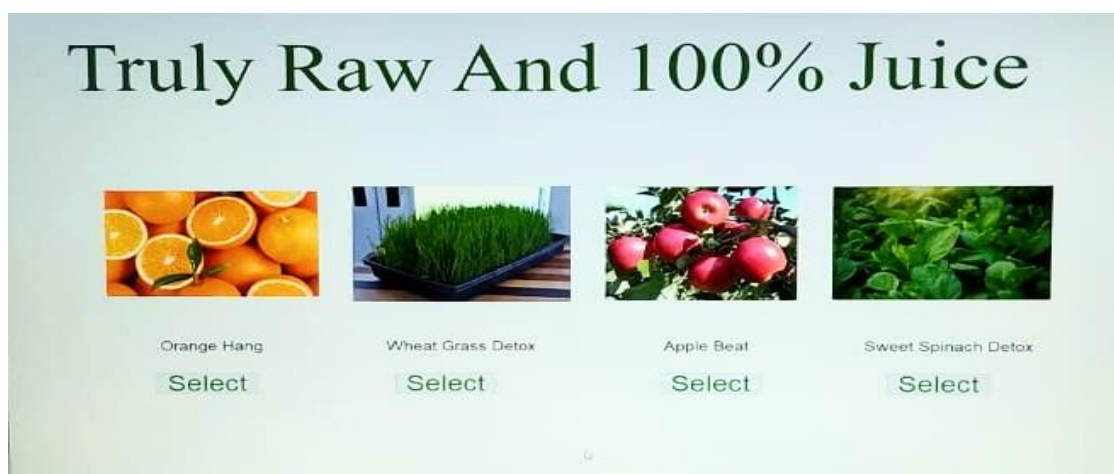 Truly Raw And 100% Juice
Orange Hang Wheat Grass Detox Apple Beat Sweet Spinach Detox
Select Select Select Select